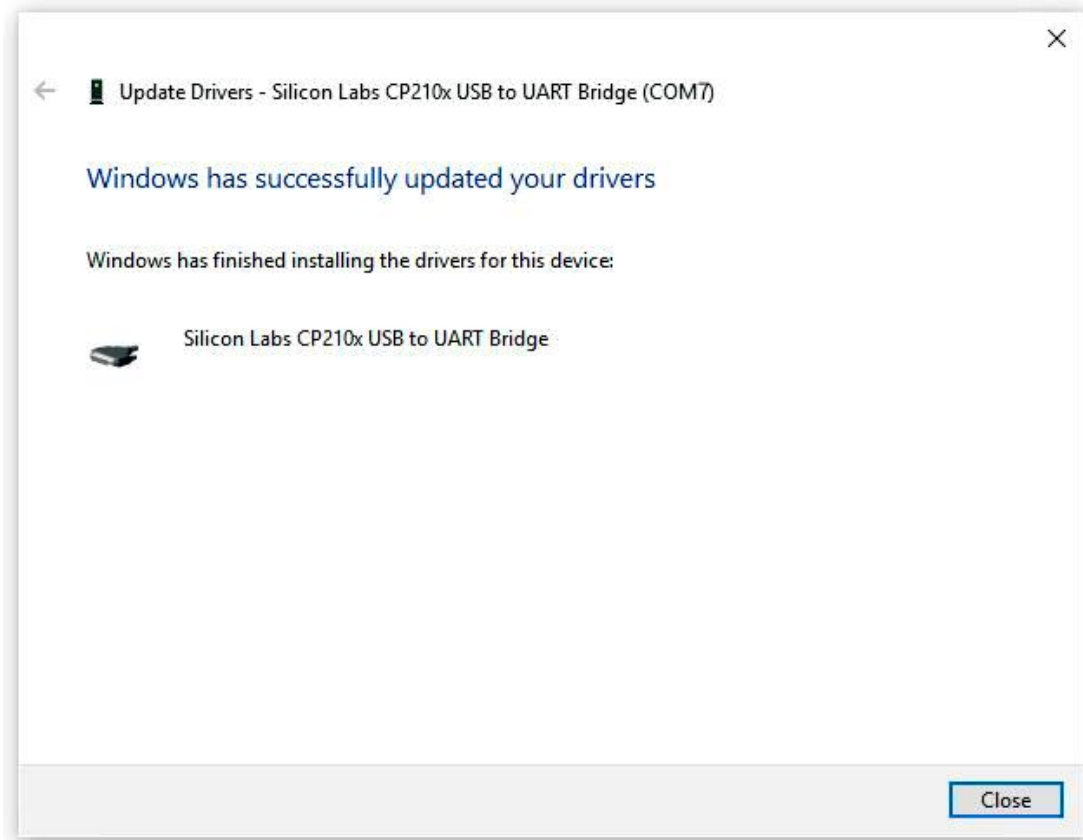 Update Drivers - Silicon Labs CP210x USB to UART Bridge (COM7)
Windows has successfully updated your drivers
Windows has finished installing the drivers for this device:
Silicon Labs CP210x USB to UART Bridge
Close